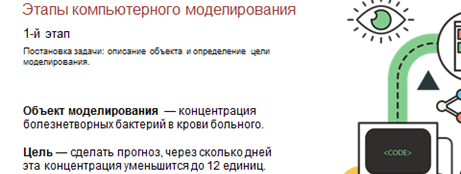 Этапы компьютерного моделирования
1-й этап
Постановка задачи: описание объекта и определение цели
моделирования.
Объект моделирования — концентрация
болезнетворных бактерий в крови больного.
Цель — сделать прогноз, через сколько дней
эта концентрация уменьшится до 12 единиц.
<CODE>